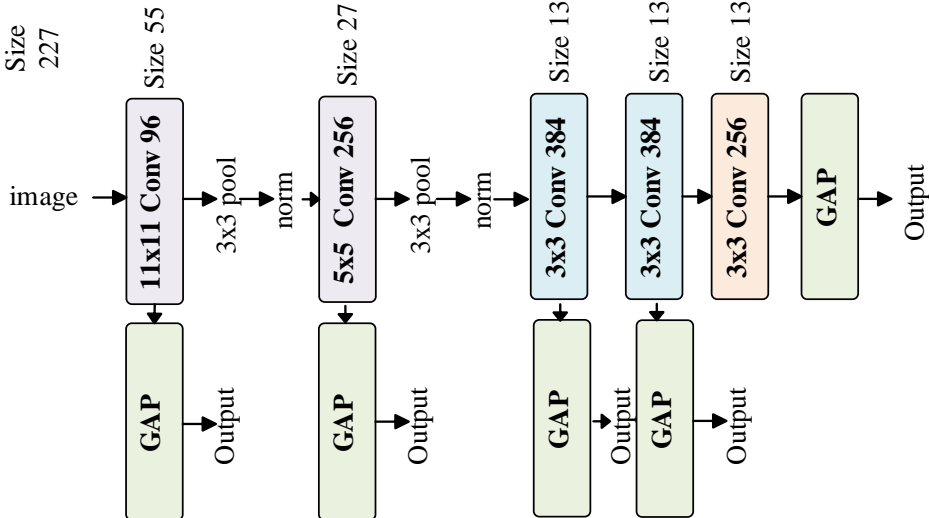 Size
227
Size 55
Size 27
Size 13
Size 13
Size 13
image
11x11 Conv 96
3x3 pool
norm
5x5 Conv 256
3x3 pool
norm
3x3 Conv 384
3x3 Conv 384
3x3 Conv 256
GAP
Output
GAP
Output
GAP
Output
GAP
Output
GAP
Output